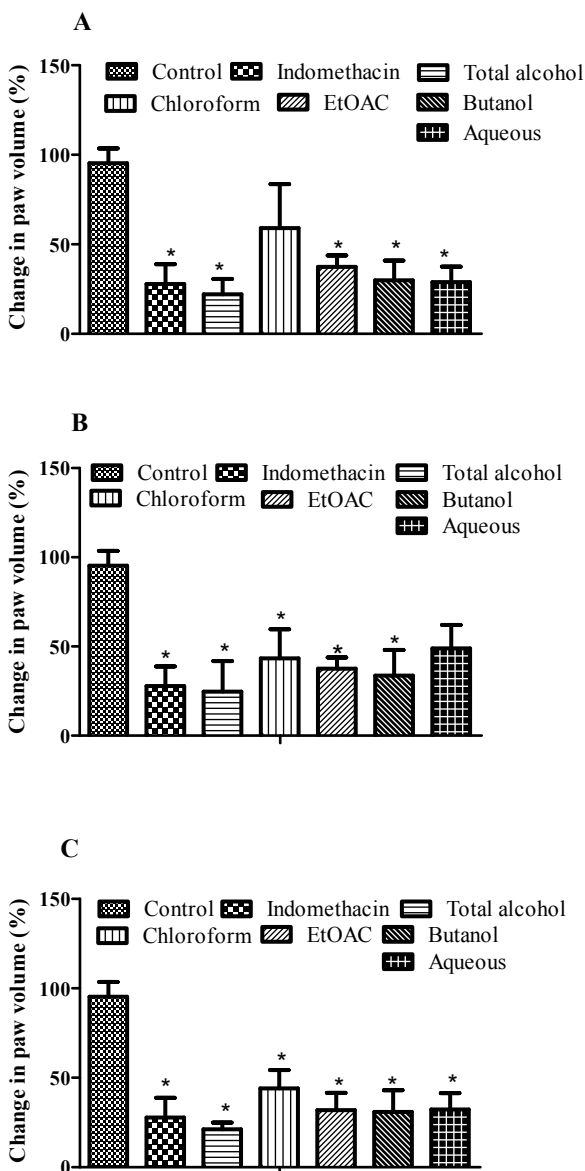 A
Change in paw volume (%)
150
100
50
0
Control Indomethacin Total alcohol
Chloroform EtOAC Butanol
Aqueous
* * * * *
B
Change in paw volume (%)
150
100
50
0
Control Indomethacin Total alcohol
Chloroform EtOAC Butanol
Aqueous
* * * * *
C
Change in paw volume (%)
150
100
50
0
Control Indomethacin Total alcohol
Chloroform EtOAC Butanol
Aqueous
* * * * * *